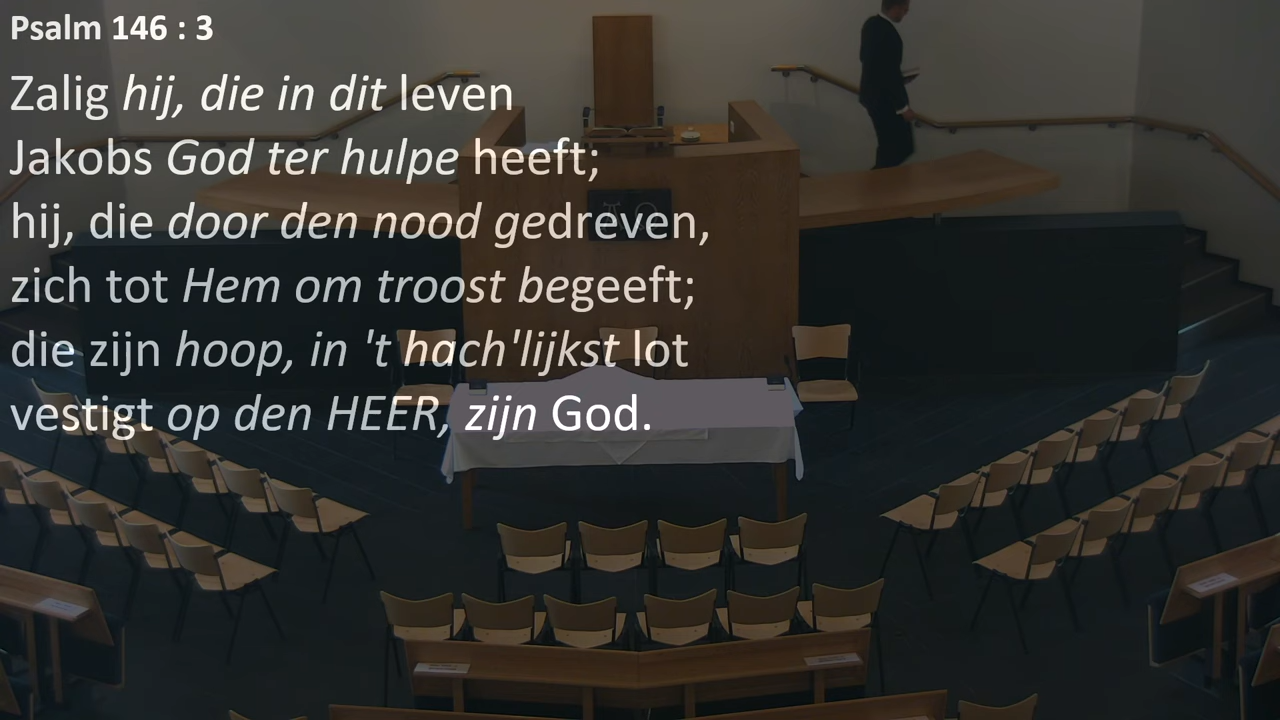 Psalm 146 : 3
Zalig hij, die in dit leven
Jakobs God ter hulpe heeft;
hij, die door den nood gedreven,
zich tot Hem om troost begeeft;
die zijn hoop, in 't hach'lijkst lot
vestigt op den HEER, zijn God.